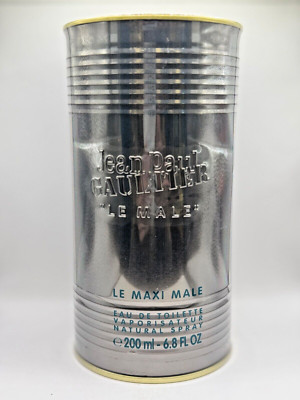 Jean Paul
GAULTIER
"LE MALE"
LE MAXI MALE
EAU DE TOILETTE
VAPORISATEUR
NATURAL SPRAY
℮ 200 ml - 6.8 FL OZ